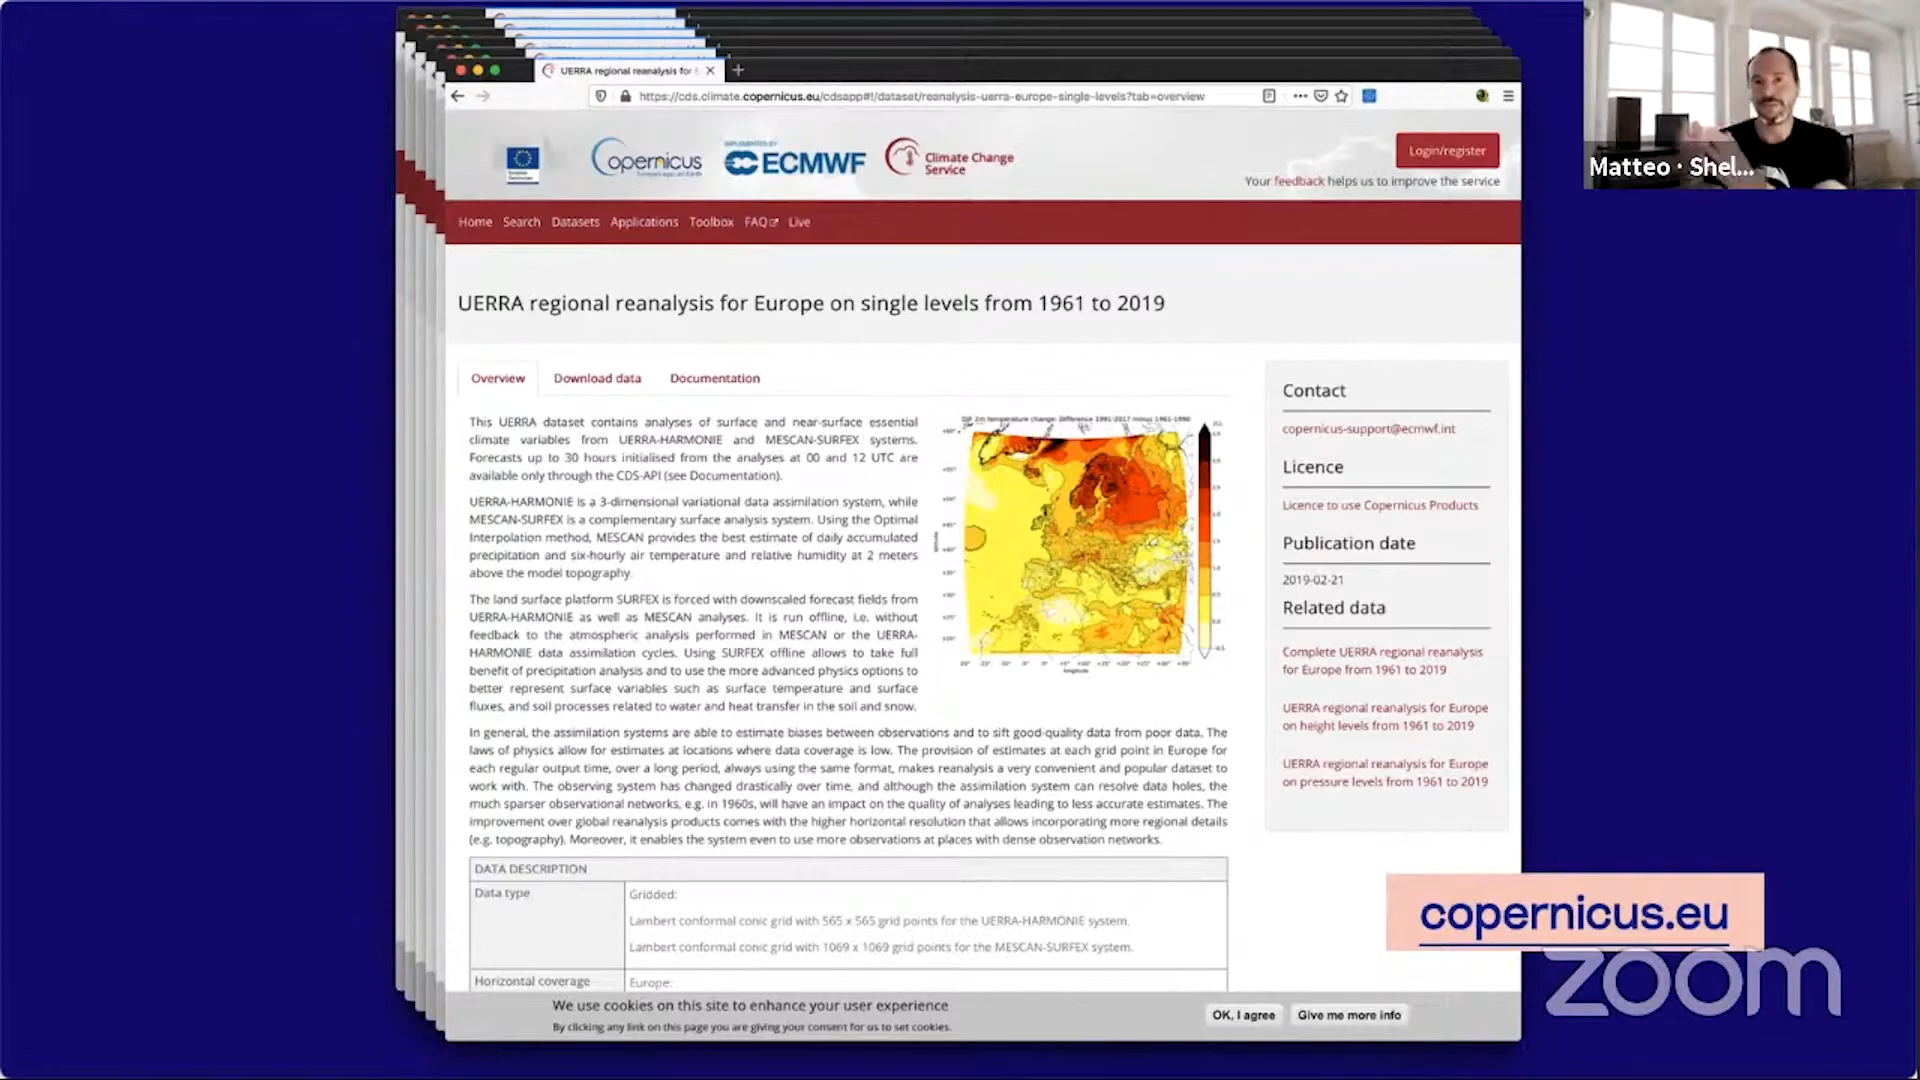 UERRA regional reanalysis for
https://cds.climate.copernicus.eu/cdsapp#!/dataset/reanalysis-uerra-europe-single-levels?tab=overview
Matteo · Shel...
opernicus
Europe's eyes on Earth
IMPLEMENTED BY
ECMWF
Climate Change
Service
Login/register
Your feedback helps us to improve the service
Home Search Datasets Applications Toolbox FAQ Live
UERRA regional reanalysis for Europe on single levels from 1961 to 2019
Overview Download data Documentation
This UERRA dataset contains analyses of surface and near-surface essential
climate variables from UERRA-HARMONIE and MESCAN-SURFEX systems.
Forecasts up to 30 hours initialised from the analyses at 00 and 12 UTC are
available only through the CDS-API (see Documentation).
UERRA-HARMONIE is a 3-dimensional variational data assimilation system, while
MESCAN-SURFEX is a complementary surface analysis system. Using the Optimal
Interpolation method, MESCAN provides the best estimate of daily accumulated
precipitation and six-hourly air temperature and relative humidity at 2 meters
above the model topography.
The land surface platform SURFEX is forced with downscaled forecast fields from
UERRA-HARMONIE as well as MESCAN analyses. It is run offline, i.e. without
feedback to the atmospheric analysis performed in MESCAN or the UERRA-
HARMONIE data assimilation cycles. Using SURFEX offline allows to take full
benefit of precipitation analysis and to use the more advanced physics options to
better represent surface variables such as surface temperature and surface
fluxes, and soil processes related to water and heat transfer in the soil and snow.
2m temperature change: Difference 1991-2017 minus 1961-1990
longitude
In general, the assimilation systems are able to estimate biases between observations and to sift good-quality data from poor data. The
laws of physics allow for estimates at locations where data coverage is low. The provision of estimates at each grid point in Europe for
each regular output time, over a long period, always using the same format, makes reanalysis a very convenient and popular dataset to
work with. The observing system has changed drastically over time, and although the assimilation system can resolve data holes, the
much sparser observational networks, e.g. in 1960s, will have an impact on the quality of analyses leading to less accurate estimates. The
improvement over global reanalysis products comes with the higher horizontal resolution that allows incorporating more regional details
(e.g. topography). Moreover, it enables the system even to use more observations at places with dense observation networks.
DATA DESCRIPTION
Data type
Gridded:
Lambert conformal conic grid with 565 x 565 grid points for the UERRA-HARMONIE system.
Lambert conformal conic grid with 1069 x 1069 grid points for the MESCAN-SURFEX system.
Horizontal coverage
Europe:
Contact
copernicus-support@ecmwf.int
Licence
Licence to use Copernicus Products
Publication date
2019-02-21
Related data
Complete UERRA regional reanalysis
for Europe from 1961 to 2019
UERRA regional reanalysis for Europe
on height levels from 1961 to 2019
UERRA regional reanalysis for Europe
on pressure levels from 1961 to 2019
We use cookies on this site to enhance your user experience
By clicking any link on this page you are giving your consent for us to set cookies.
OK, I agree
Give me more info
copernicus.eu
zoom